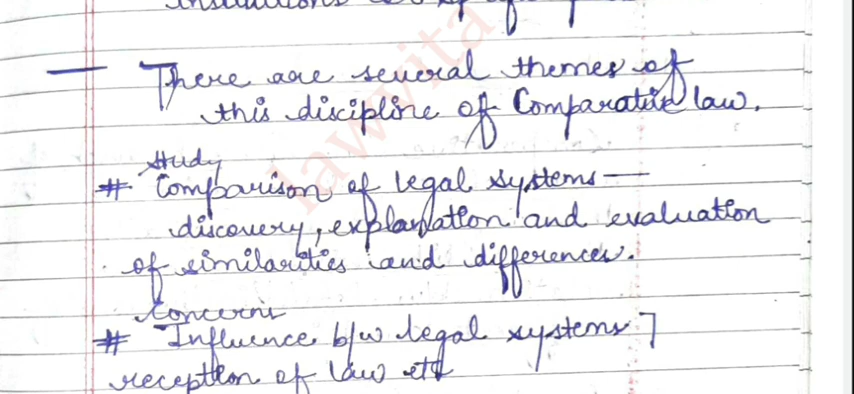 — There are several themes of
this discipline of Comparative law.
study
# Comparison of legal systems —
discovery, explanation and evaluation
of similarities and differences.
Concerns
# Influence b/w legal systems ]
reception of law etc
lawvita